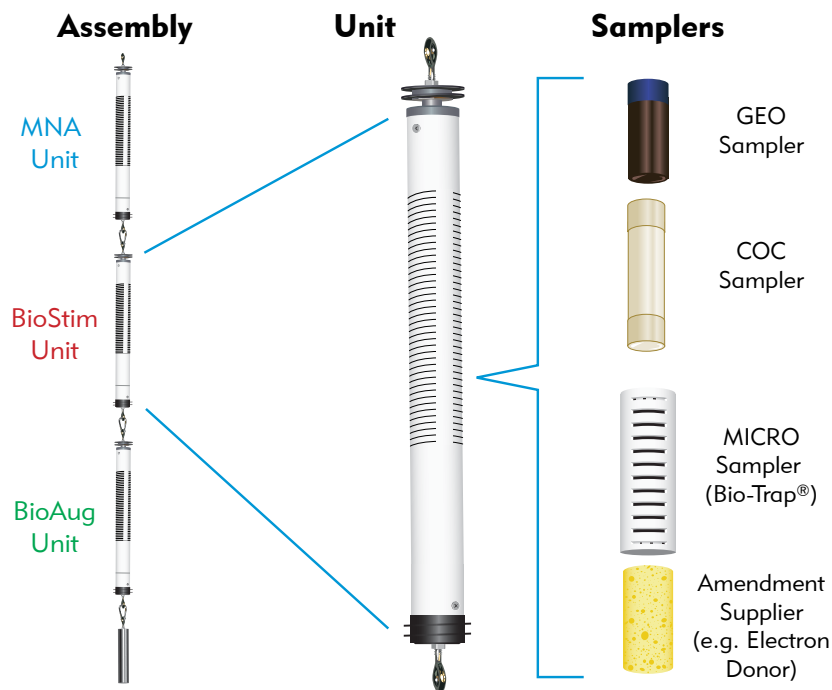 Assembly
Unit
Samplers
MNA
Unit
BioStim
Unit
BioAug
Unit
GEO
Sampler
COC
Sampler
MICRO
Sampler
(Bio-Trap®)
Amendment
Supplier
(e.g. Electron
Donor)